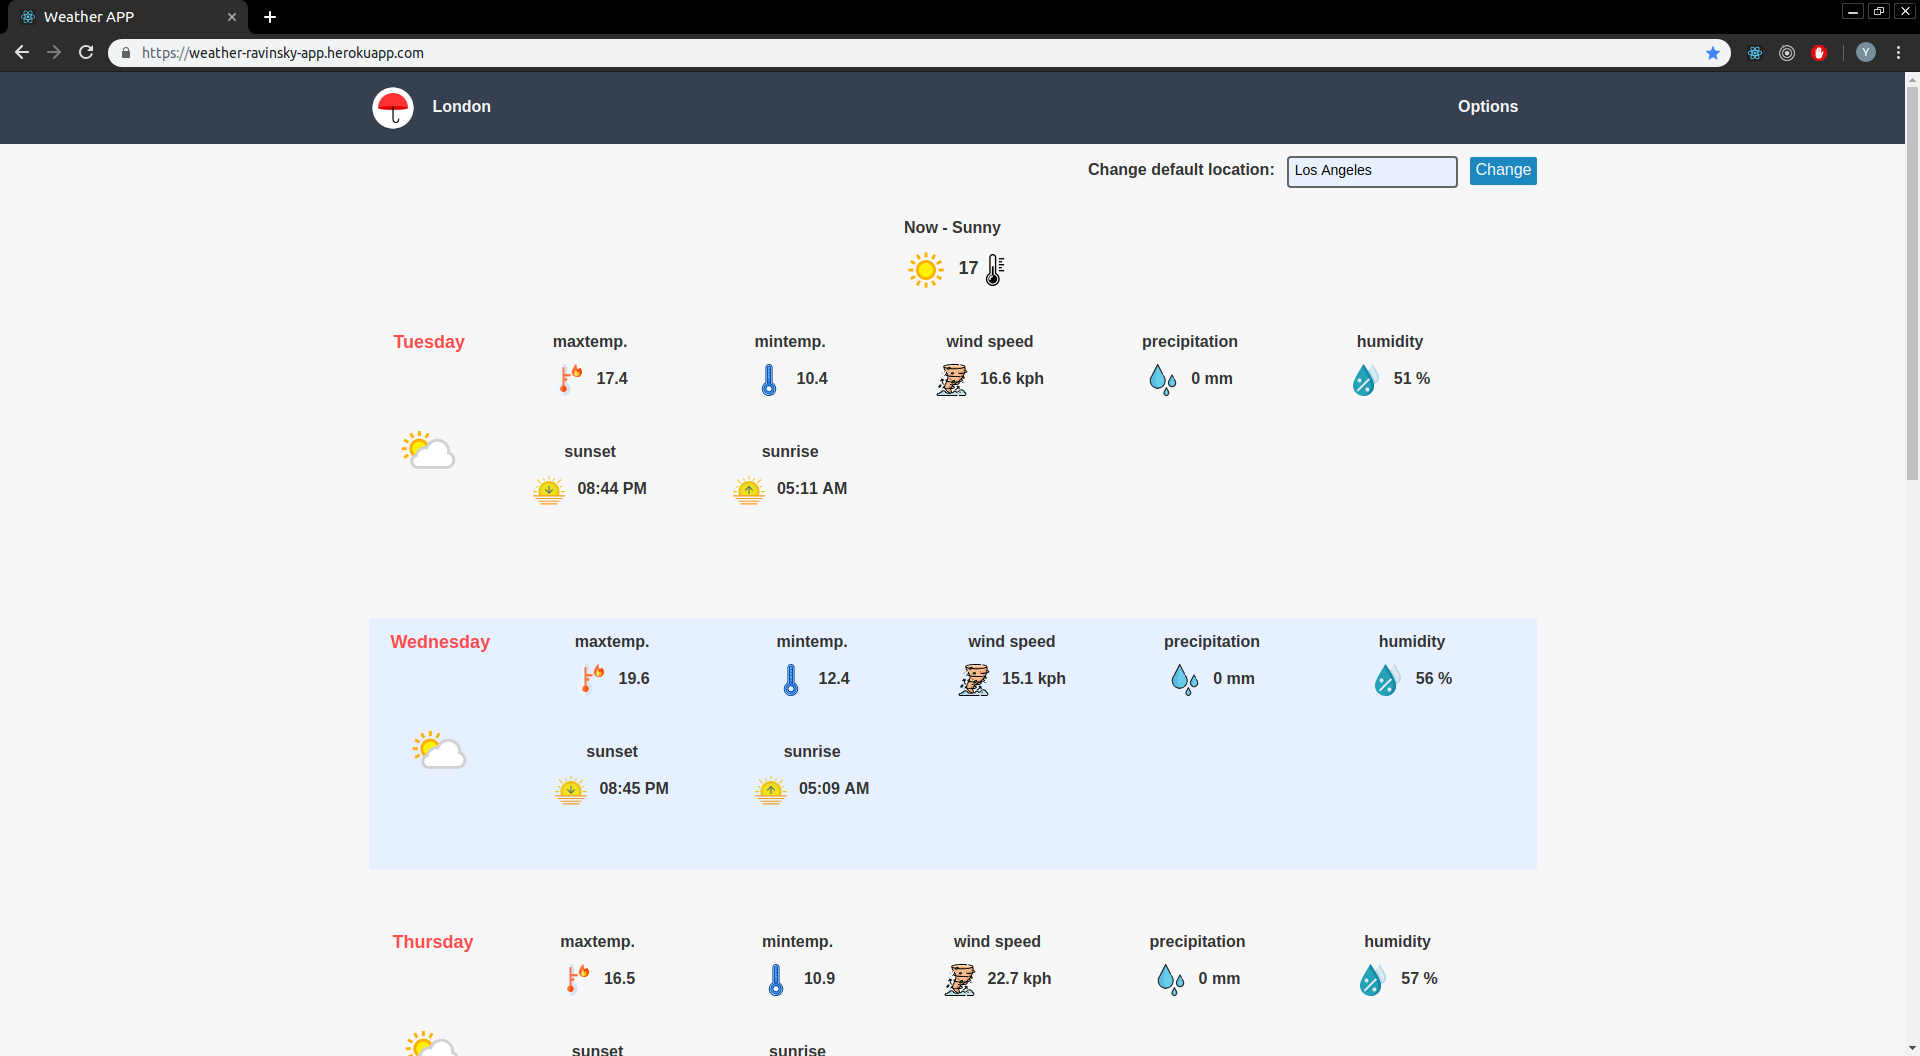 Weather APP
https://weather-ravinsky-app.herokuapp.com
Y
London
Options
Change default location: Los Angeles Change
Now - Sunny
17
Tuesday maxtemp. mintemp. wind speed precipitation humidity
17.4 10.4 16.6 kph 0 mm 51 %
sunset sunrise
08:44 PM 05:11 AM
Wednesday maxtemp. mintemp. wind speed precipitation humidity
19.6 12.4 15.1 kph 0 mm 56 %
sunset sunrise
08:45 PM 05:09 AM
Thursday maxtemp. mintemp. wind speed precipitation humidity
16.5 10.9 22.7 kph 0 mm 57 %
sunset sunrise